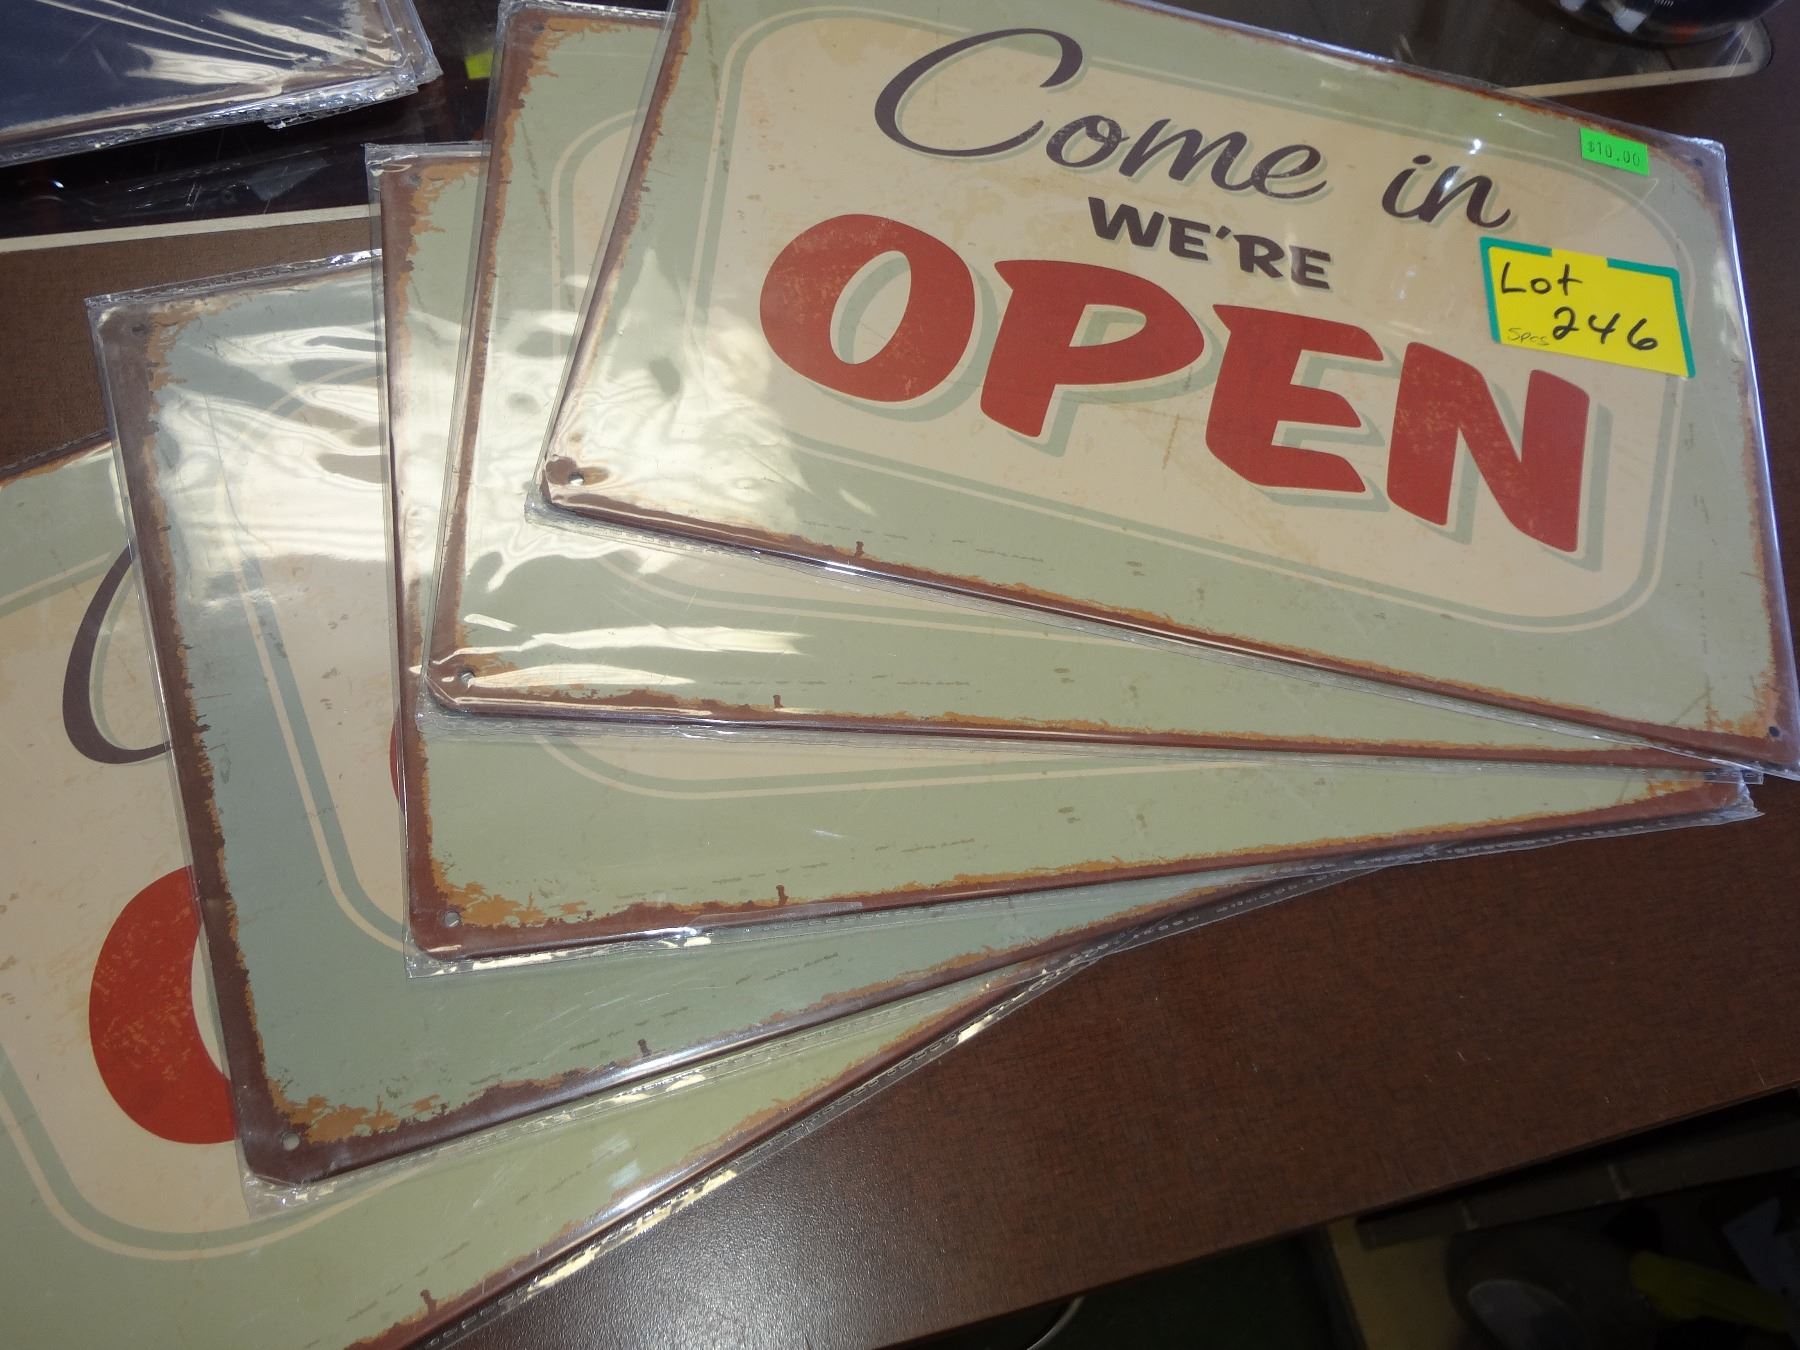 Come in
WE'RE
OPEN
$10.00
Lot
246
5pcs